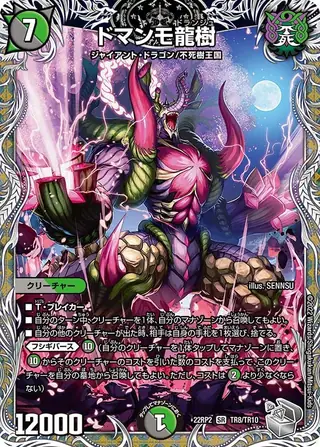 7
ドマンモ龍樹
ジャイアント・ドラゴン/不死樹王国
クリーチャー
illus. SENNSU
■T・ブレイカー
■自分のターン中、クリーチャーを1体、自分のマナゾーンから召喚してもよい。
■自分の他のクリーチャーが出た時、相手は自身の手札を1枚選び、捨てる。
フシギバース 10(自分のクリーチャーを1体タップしてマナゾーンに置き、
10からそのクリーチャーのコストを引いた数のコストを支払って、このクリー
チャーを自分の墓地から召喚してもよい。ただし、コストは2より少なくなら
ない)
12000
1
22RP2 SR TR8/TR10